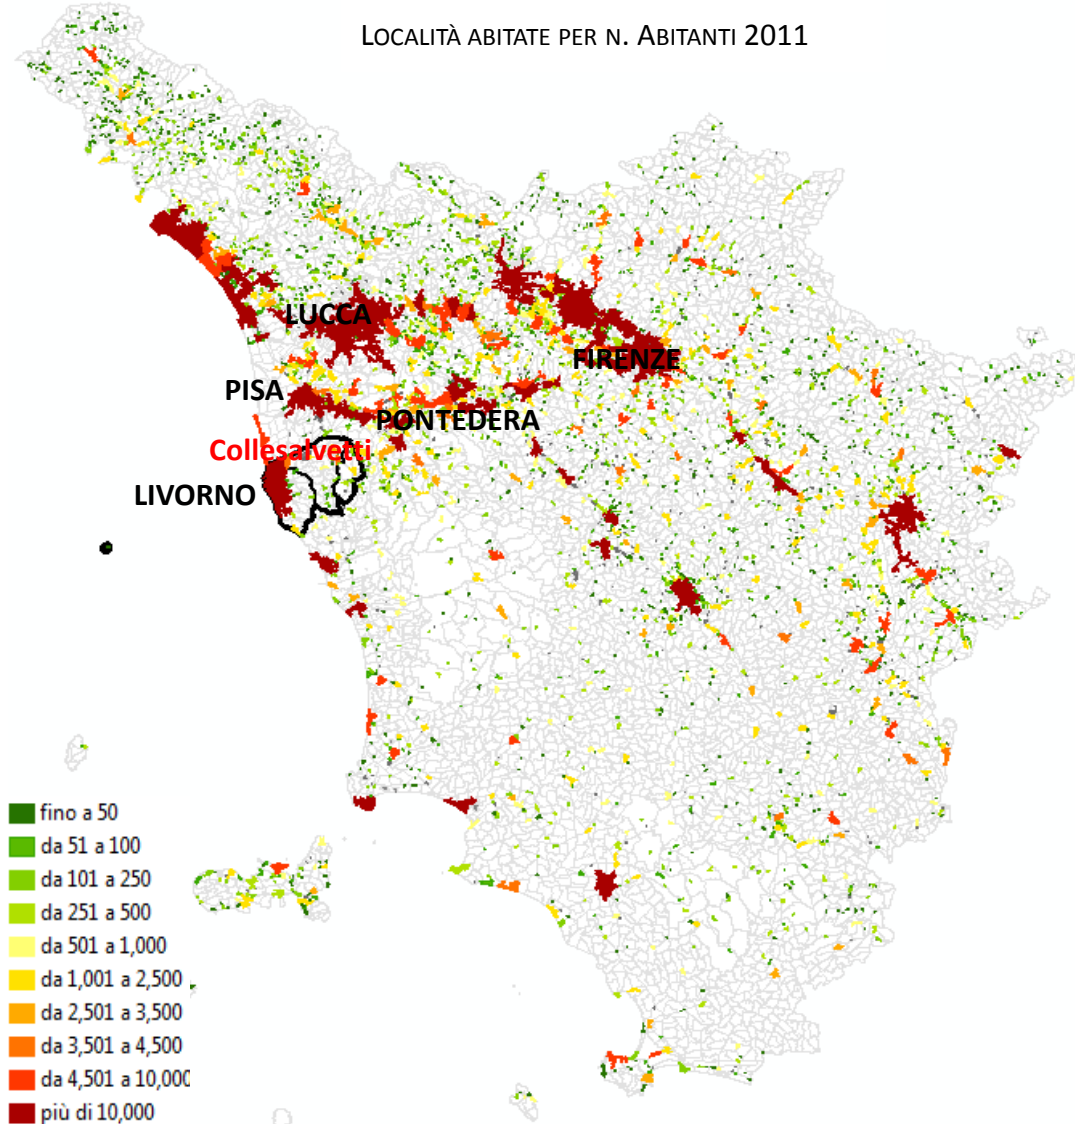 LOCALITÀ ABITATE PER N. ABITANTI 2011
LUCCA
FIRENZE
PISA
PONTEDERA
Collesalvetti
LIVORNO
fino a 50
da 51 a 100
da 101 a 250
da 251 a 500
da 501 a 1,000
da 1,001 a 2,500
da 2,501 a 3,500
da 3,501 a 4,500
da 4,501 a 10,000
più di 10,000